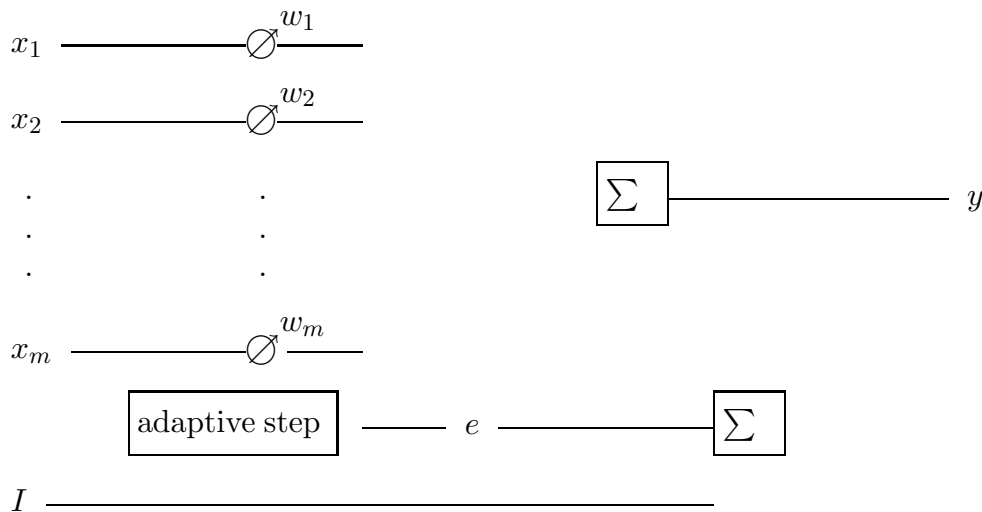 x₁ w₁
x₂ w₂
. .
∑ y
. .
. .
xₘ wₘ
adaptive step e ∑
I